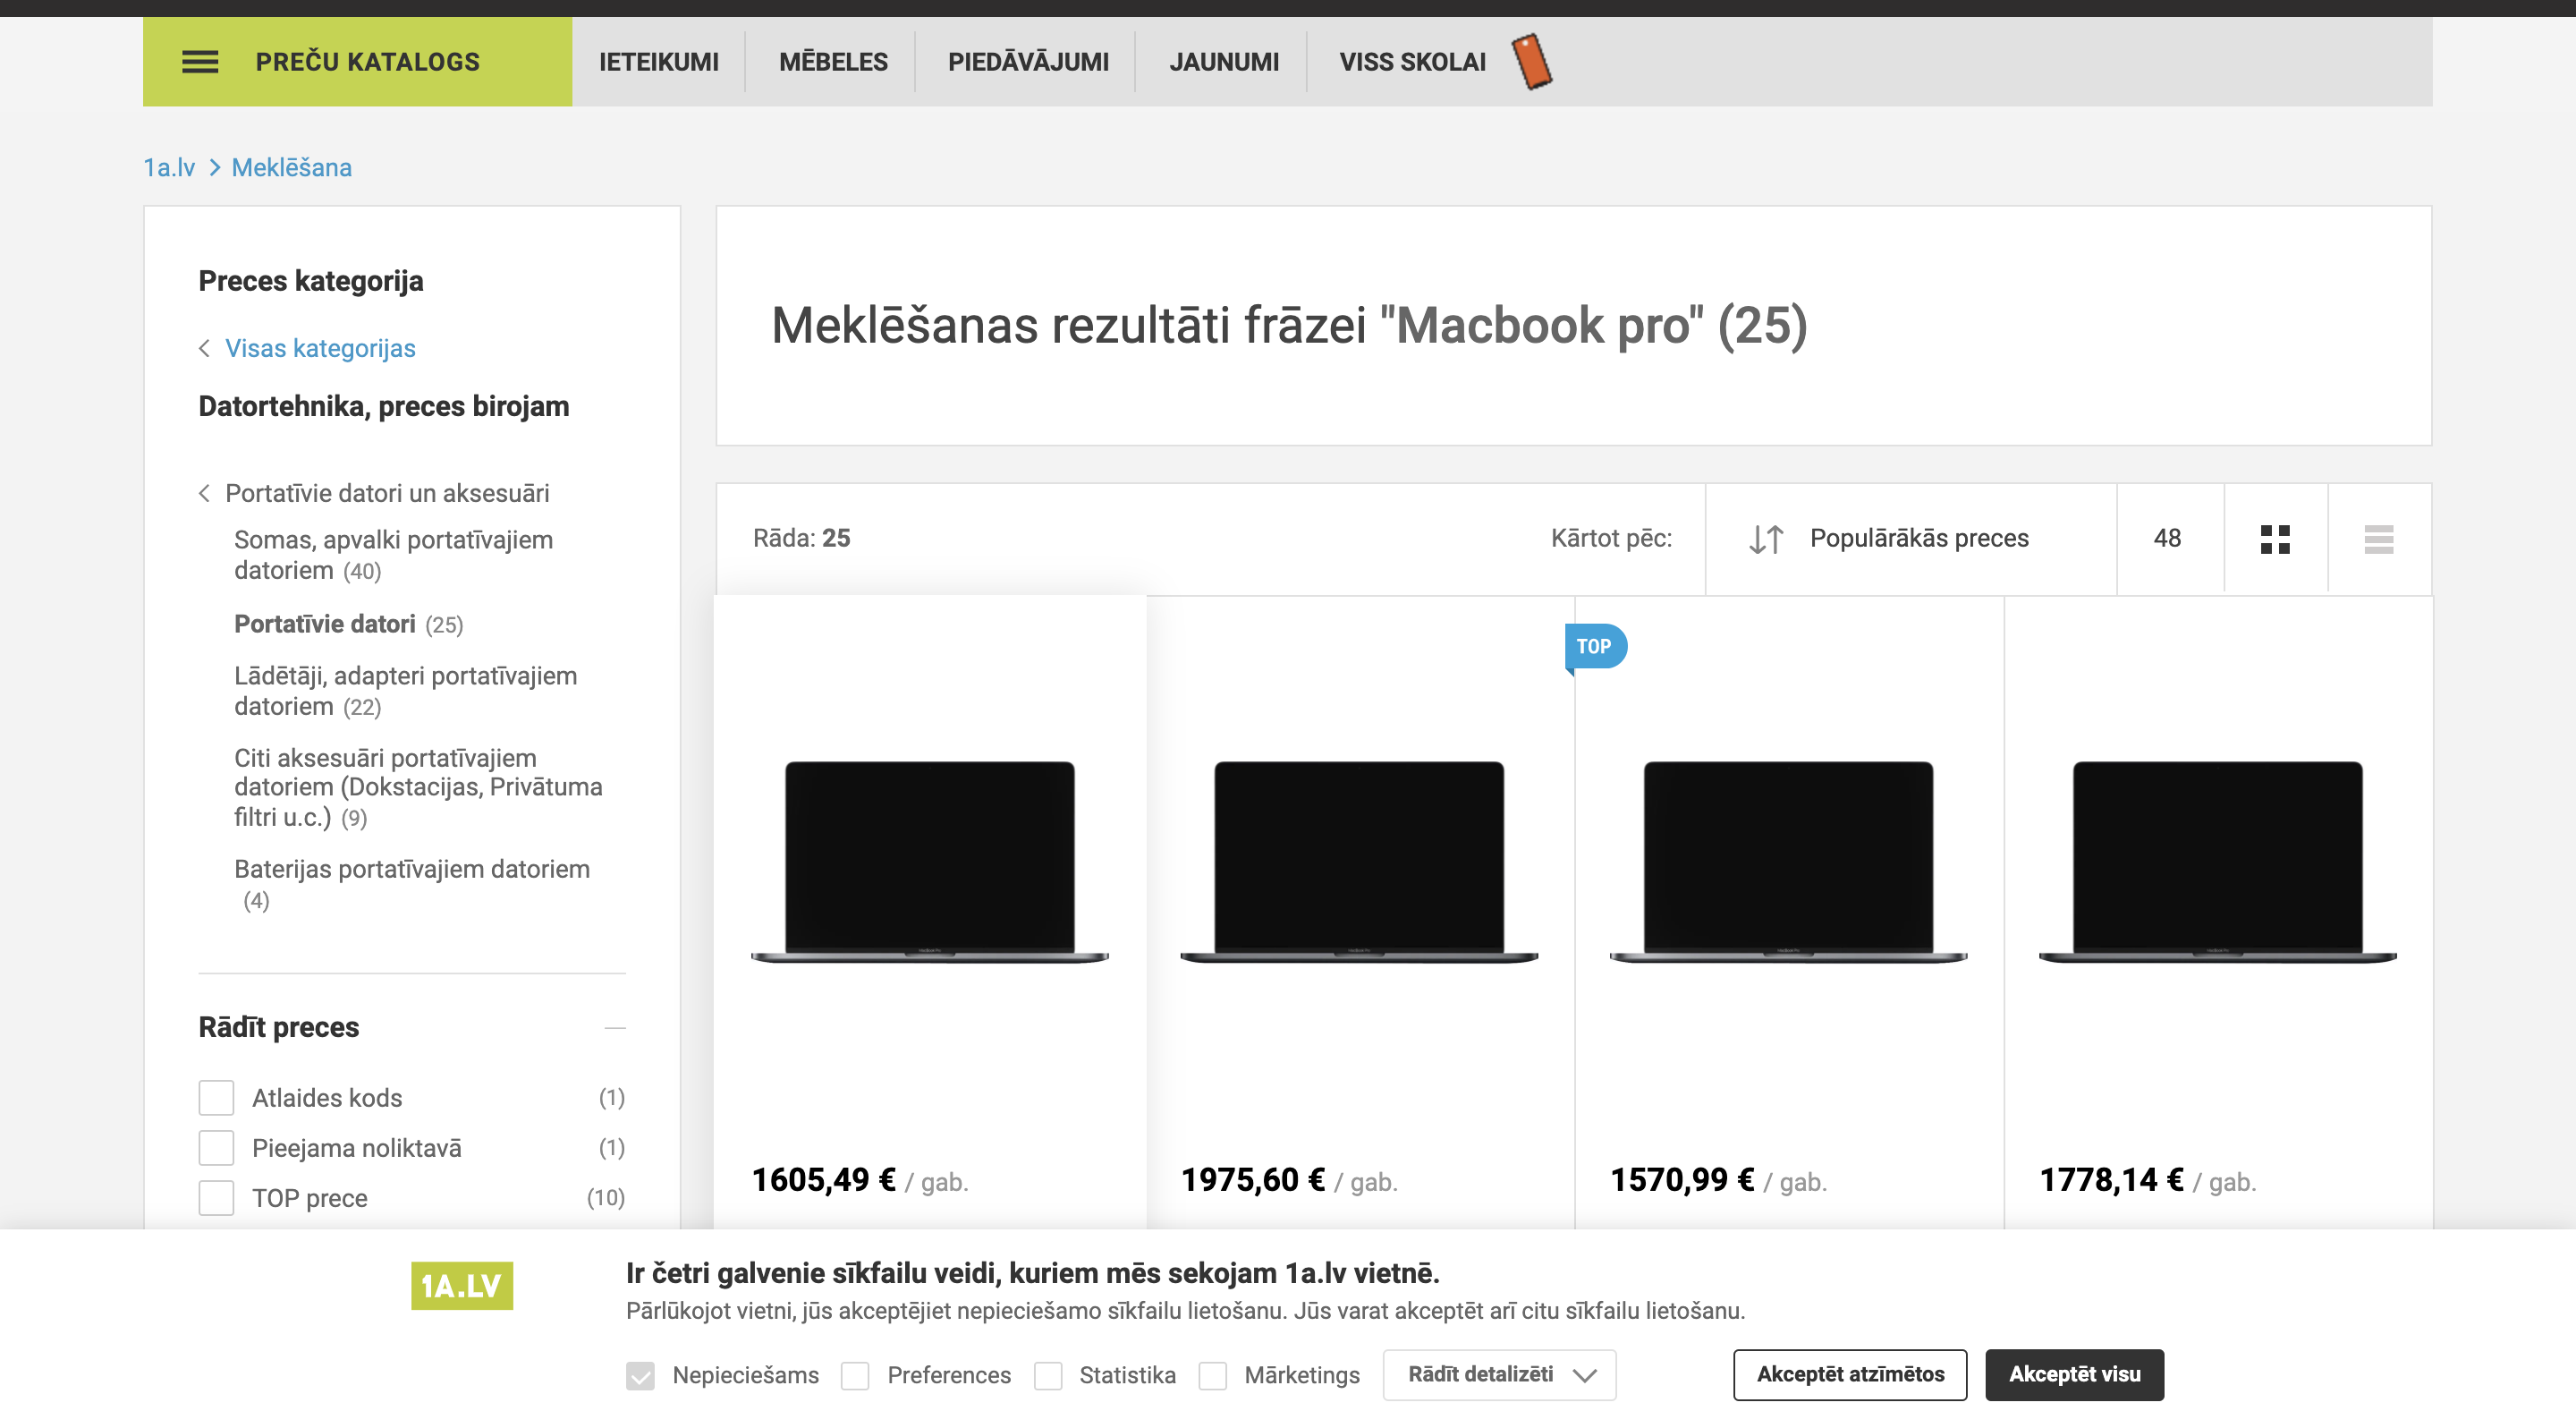 PREČU KATALOGS
IETEIKUMI
MĒBELES
PIEDĀVĀJUMI
JAUNUMI
VISS SKOLAI
1a.lv > Meklēšana
Preces kategorija
Visas kategorijas
Datortehnika, preces birojam
Portatīvie datori un aksesuāri
Somas, apvalki portatīvajiem
datoriem (40)
Portatīvie datori (25)
Lādētāji, adapteri portatīvajiem
datoriem (22)
Citi aksesuāri portatīvajiem
datoriem (Dokstacijas, Privātuma
filtri u.c.) (9)
Baterijas portatīvajiem datoriem
(4)
Rādīt preces
Atlaides kods (1)
Pieejama noliktavā (1)
TOP prece (10)
Meklēšanas rezultāti frāzei "Macbook pro" (25)
Rāda: 25
Kārtot pēc:
Populārākās preces
48
TOP
1605,49 € / gab.
1975,60 € / gab.
1570,99 € / gab.
1778,14 € / gab.
1A.LV
Ir četri galvenie sīkfailu veidi, kuriem mēs sekojam 1a.lv vietnē.
Pārlūkojot vietni, jūs akceptējiet nepieciešamo sīkfailu lietošanu. Jūs varat akceptēt arī citu sīkfailu lietošanu.
Nepieciešams
Preferences
Statistika
Mārketings
Rādīt detalizēti
Akceptēt atzīmētos
Akceptēt visu